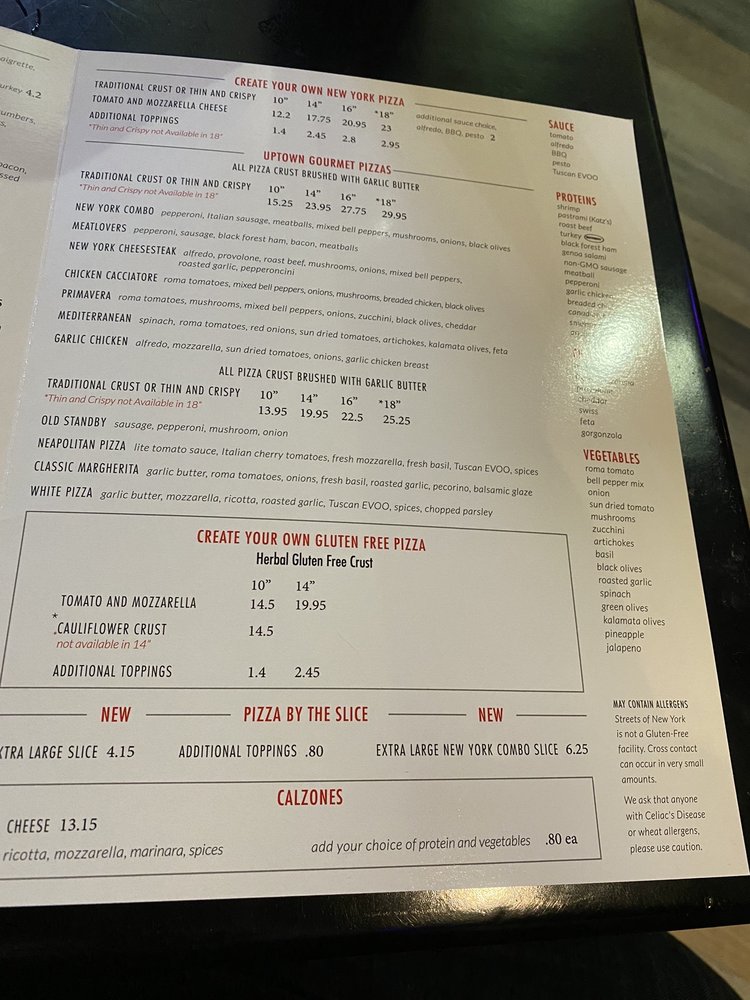 aigrette,
urkey 4.2
umbers,
s,
bacon,
ssed
CREATE YOUR OWN NEW YORK PIZZA
TRADITIONAL CRUST OR THIN AND CRISPY 10” 14” 16” *18”
TOMATO AND MOZZARELLA CHEESE 12.2 17.75 20.95 23
ADDITIONAL TOPPINGS 1.4 2.45 2.8 2.95
*Thin and Crispy not Available in 18”
additional sauce choice,
alfredo, BBQ, pesto 2
UPTOWN GOURMET PIZZAS
ALL PIZZA CRUST BRUSHED WITH GARLIC BUTTER
TRADITIONAL CRUST OR THIN AND CRISPY 10” 14” 16” *18”
*Thin and Crispy not Available in 18” 15.25 23.95 27.75 29.95
NEW YORK COMBO pepperoni, Italian sausage, meatballs, mixed bell peppers, mushrooms, onions, black olives
MEATLOVERS pepperoni, sausage, black forest ham, bacon, meatballs
NEW YORK CHEESESTEAK alfredo, provolone, roast beef, mushrooms, onions, mixed bell peppers,
roasted garlic, pepperoncini
CHICKEN CACCIATORE roma tomatoes, mixed bell peppers, onions, mushrooms, breaded chicken, black olives
PRIMAVERA roma tomatoes, mushrooms, mixed bell peppers, onions, zucchini, black olives, cheddar
MEDITERRANEAN spinach, roma tomatoes, red onions, sun dried tomatoes, artichokes, kalamata olives, feta
GARLIC CHICKEN alfredo, mozzarella, sun dried tomatoes, onions, garlic chicken breast
ALL PIZZA CRUST BRUSHED WITH GARLIC BUTTER
TRADITIONAL CRUST OR THIN AND CRISPY 10” 14” 16” *18”
*Thin and Crispy not Available in 18” 13.95 19.95 22.5 25.25
OLD STANDBY sausage, pepperoni, mushroom, onion
NEAPOLITAN PIZZA lite tomato sauce, Italian cherry tomatoes, fresh mozzarella, fresh basil, Tuscan EVOO, spices
CLASSIC MARGHERITA garlic butter, roma tomatoes, onions, fresh basil, roasted garlic, pecorino, balsamic glaze
WHITE PIZZA garlic butter, mozzarella, ricotta, roasted garlic, Tuscan EVOO, spices, chopped parsley
CREATE YOUR OWN GLUTEN FREE PIZZA
Herbal Gluten Free Crust
10” 14”
TOMATO AND MOZZARELLA 14.5 19.95
*
CAULIFLOWER CRUST 14.5
not available in 14”
ADDITIONAL TOPPINGS 1.4 2.45
NEW PIZZA BY THE SLICE NEW
XTRA LARGE SLICE 4.15 ADDITIONAL TOPPINGS .80 EXTRA LARGE NEW YORK COMBO SLICE 6.25
CALZONES
CHEESE 13.15
ricotta, mozzarella, marinara, spices add your choice of protein and vegetables .80 ea
SAUCE
tomato
alfredo
BBQ
pesto
Tuscan EVOO
PROTEINS
shrimp
pastrami (Katz's)
roast beef
turkey
black forest ham
genoa salami
non-GMO sausage
meatball
pepperoni
garlic chicken
breaded
cheddar
swiss
feta
gorgonzola
VEGETABLES
roma tomato
bell pepper mix
onion
sun dried tomato
mushrooms
zucchini
artichokes
basil
black olives
roasted garlic
spinach
green olives
kalamata olives
pineapple
jalapeno
MAY CONTAIN ALLERGENS
Streets of New York
is not a Gluten-Free
facility. Cross contact
can occur in very small
amounts.
We ask that anyone
with Celiac's Disease
or wheat allergens,
please use caution.